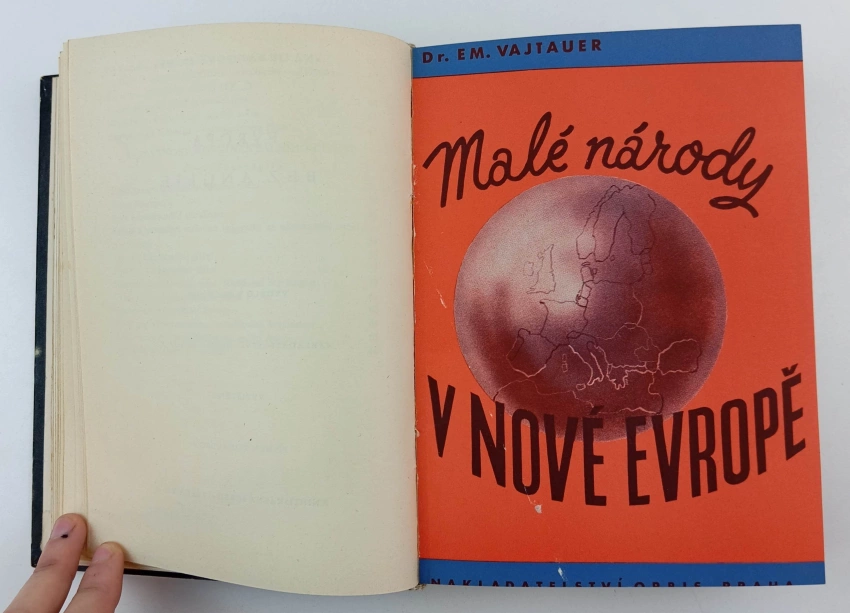 Dr. EM. VAJTAUER
Malé národy
V NOVÉ EVROPĚ
NAKLADATELSTVÍ ORBIS PRAHA